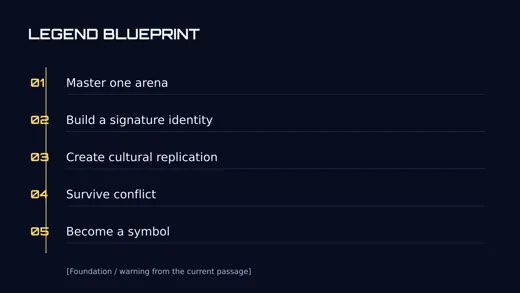 LEGEND BLUEPRINT
01 Master one arena
02 Build a signature identity
03 Create cultural replication
04 Survive conflict
05 Become a symbol
[Foundation / warning from the current passage]